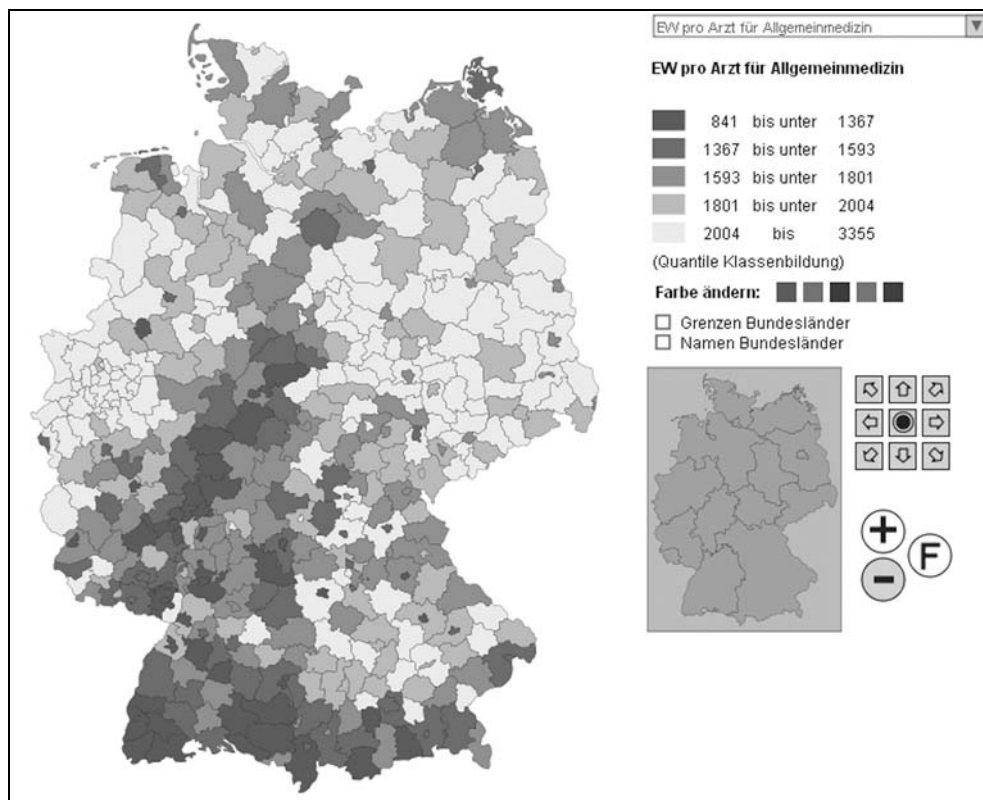 EW pro Arzt für Allgemeinmedizin
EW pro Arzt für Allgemeinmedizin
841 bis unter 1367
1367 bis unter 1593
1593 bis unter 1801
1801 bis unter 2004
2004 bis 3355
(Quantile Klassenbildung)
Farbe ändern:
Grenzen Bundesländer
Namen Bundesländer
+
F
−